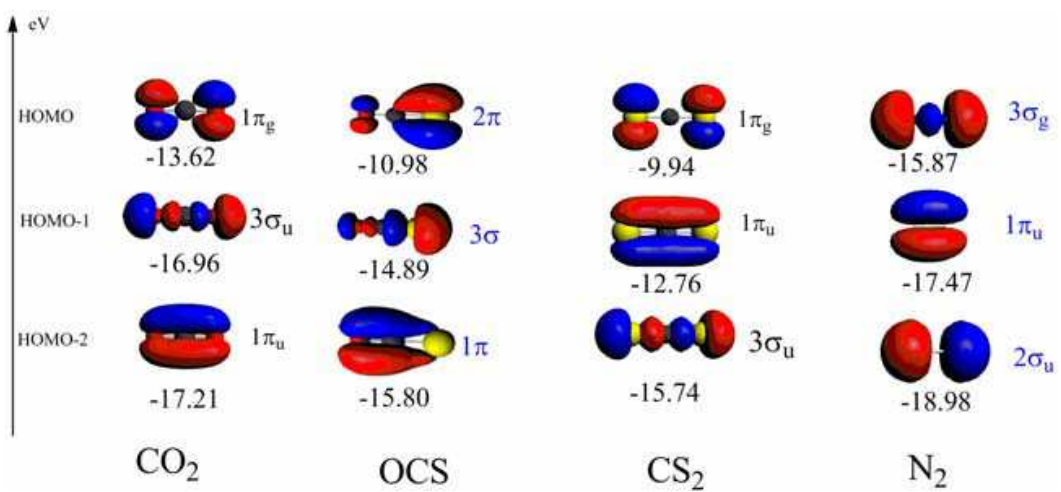 eV
HOMO
1πg
2π
1πg
3σg
-13.62
-10.98
-9.94
-15.87
HOMO-1
3σu
3σ
1πu
1πu
-16.96
-14.89
-12.76
-17.47
HOMO-2
1πu
1π
3σu
2σu
-17.21
-15.80
-15.74
-18.98
CO2
OCS
CS2
N2